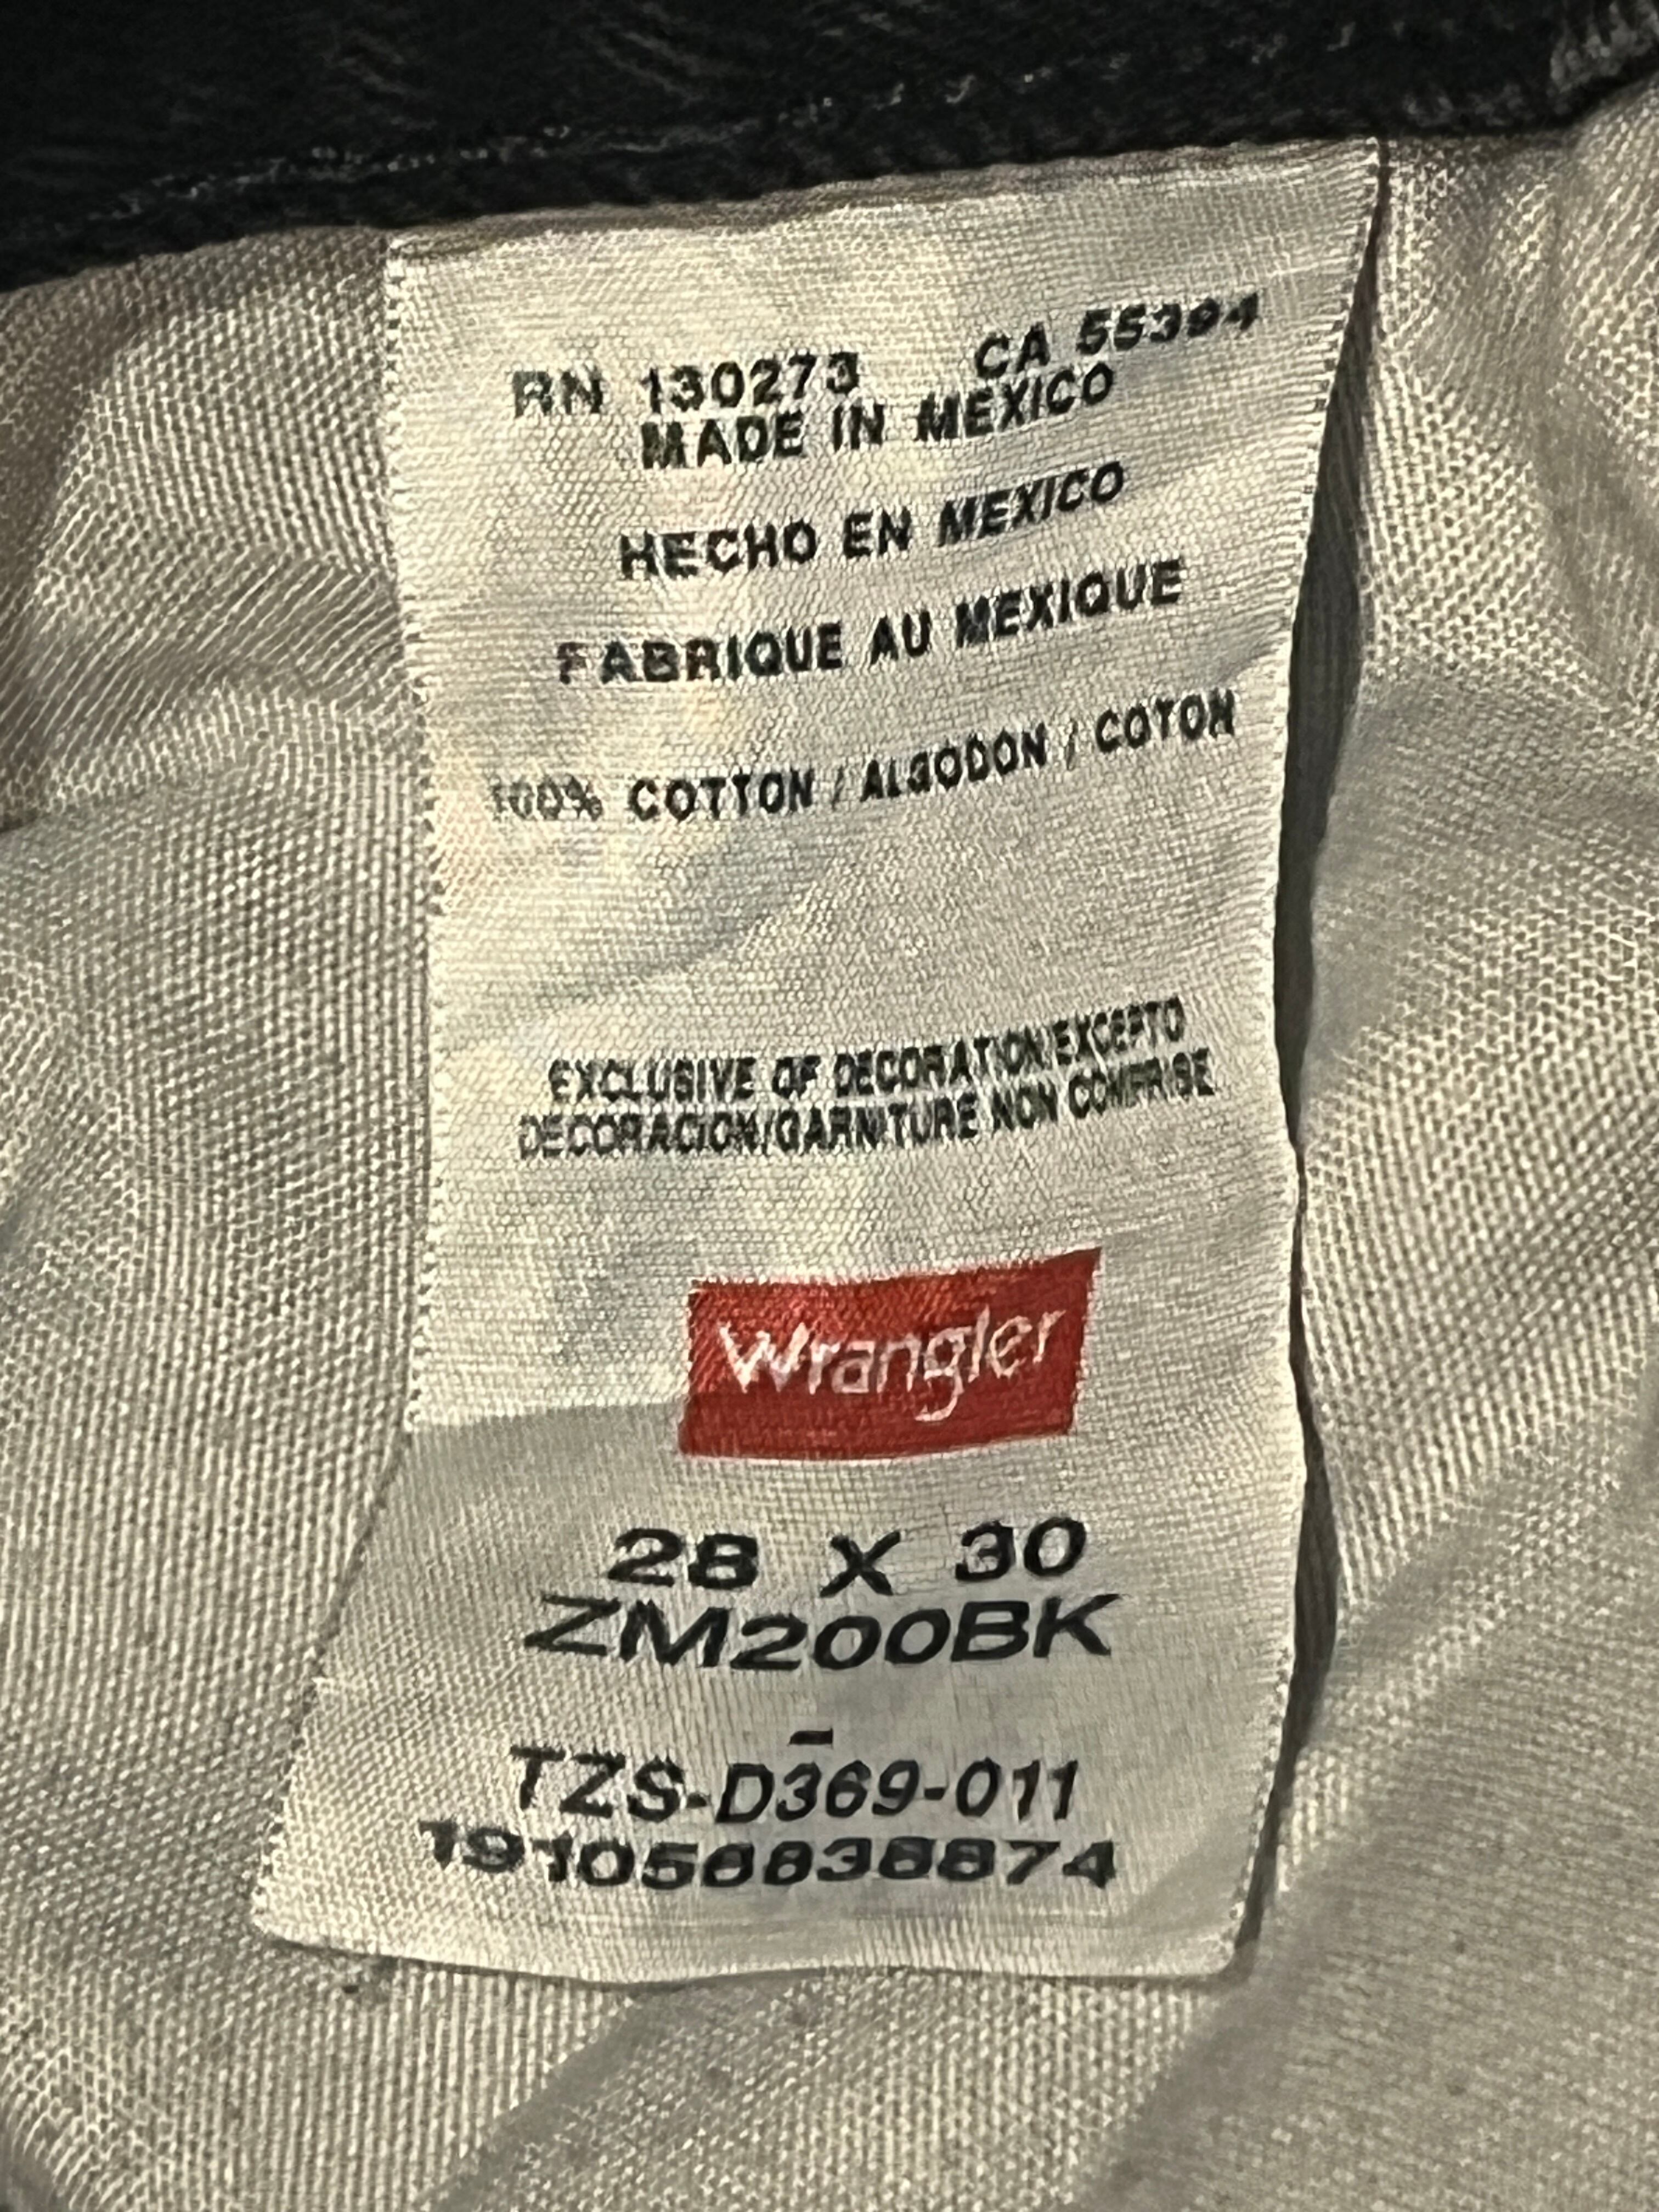 RN 130273 CA 55394
MADE IN MEXICO
HECHO EN MEXICO
FABRIQUE AU MEXIQUE
100% COTTON / ALGODON / COTON
EXCLUSIVE OF DECORATION/EXCEPTO
DECORACION/GARNITURE NON COMPRISE
Wrangler
28 X 30
ZM200BK
-
TZS-D369-011